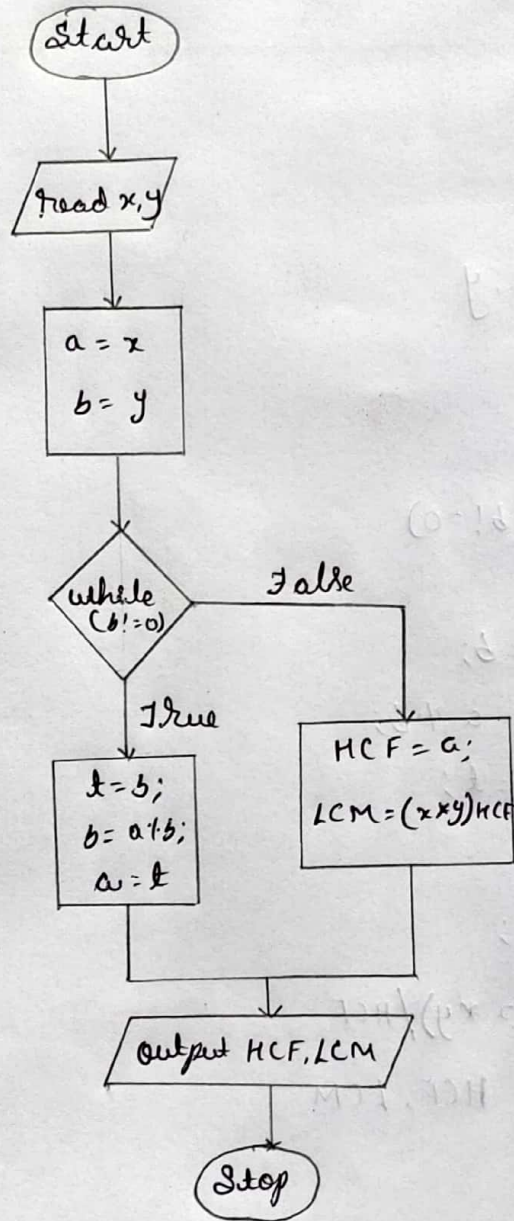 Start
read x, y
a = x
b = y
while
(b!=0)
False
True
t = b;
b = a%b;
a = t
HCF = a;
LCM = (x*y)HCF
output HCF, LCM
Stop